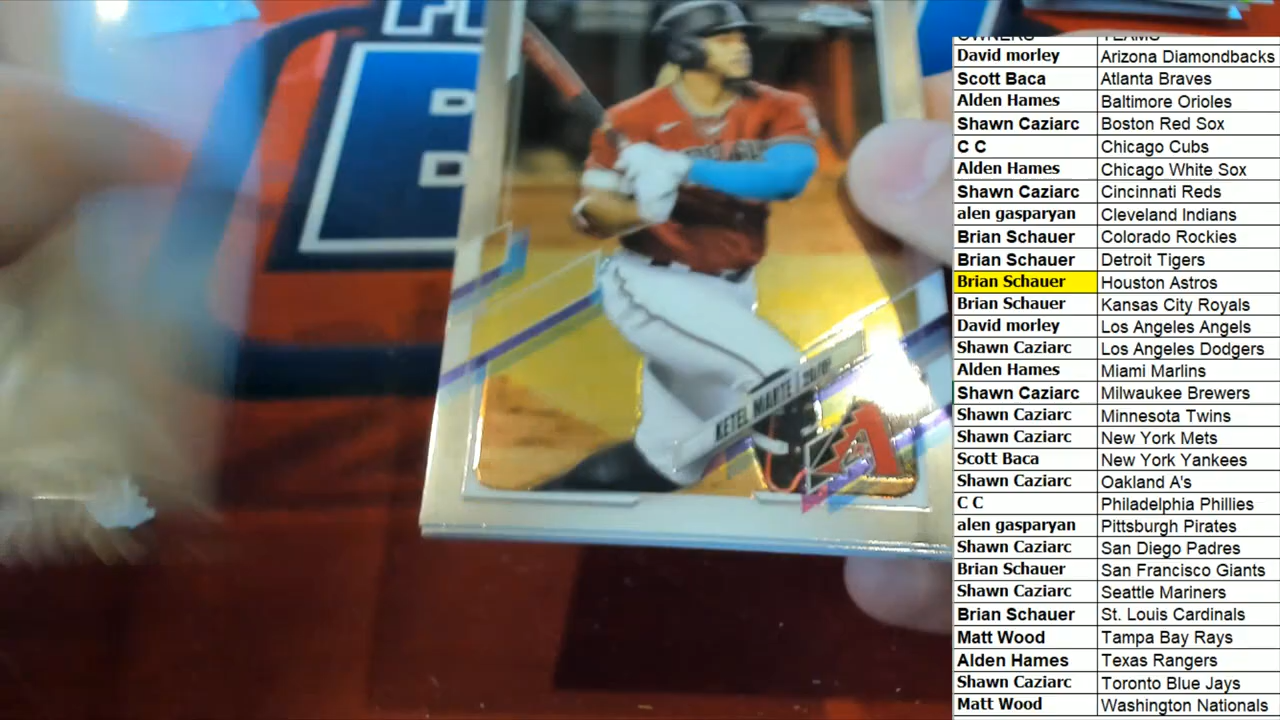 OWNERS TEAMS
David morley Arizona Diamondbacks
Scott Baca Atlanta Braves
Alden Hames Baltimore Orioles
Shawn Caziarc Boston Red Sox
C C Chicago Cubs
Alden Hames Chicago White Sox
Shawn Caziarc Cincinnati Reds
alen gasparyan Cleveland Indians
Brian Schauer Colorado Rockies
Brian Schauer Detroit Tigers
Brian Schauer Houston Astros
Brian Schauer Kansas City Royals
David morley Los Angeles Angels
Shawn Caziarc Los Angeles Dodgers
Alden Hames Miami Marlins
Shawn Caziarc Milwaukee Brewers
Shawn Caziarc Minnesota Twins
Shawn Caziarc New York Mets
Scott Baca New York Yankees
Shawn Caziarc Oakland A's
C C Philadelphia Phillies
alen gasparyan Pittsburgh Pirates
Shawn Caziarc San Diego Padres
Brian Schauer San Francisco Giants
Shawn Caziarc Seattle Mariners
Brian Schauer St. Louis Cardinals
Matt Wood Tampa Bay Rays
Alden Hames Texas Rangers
Shawn Caziarc Toronto Blue Jays
Matt Wood Washington Nationals
KETEL MARTE | 2B/OF
B